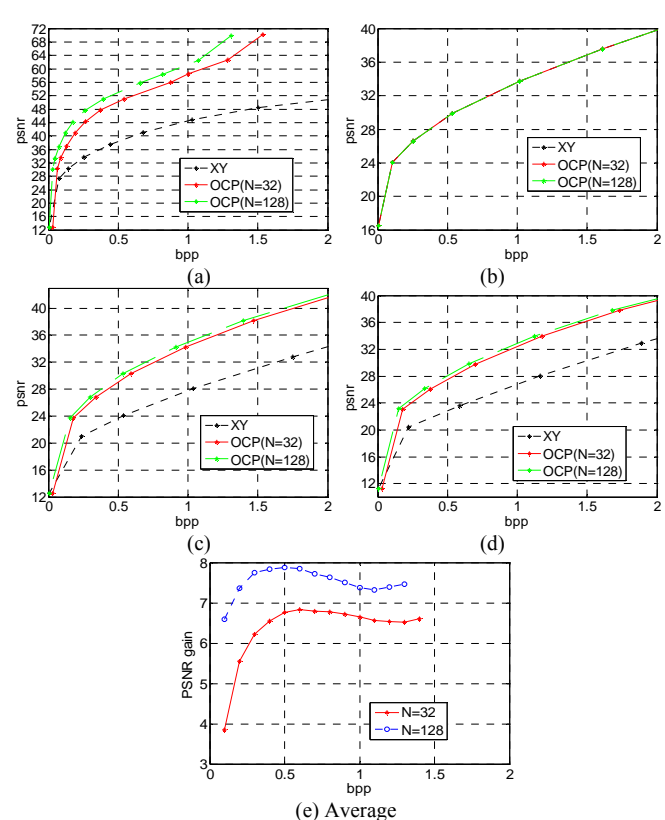 72
68
64
60
56
52
48
44
40
36
32
28
24
20
16
12
psnr
0 0.5 1 1.5 2
bpp
XY
OCP(N=32)
OCP(N=128)
(a)
40
36
32
28
24
20
16
psnr
0 0.5 1 1.5 2
bpp
XY
OCP(N=32)
OCP(N=128)
(b)
40
36
32
28
24
20
16
12
psnr
0 0.5 1 1.5 2
bpp
XY
OCP(N=32)
OCP(N=128)
(c)
40
36
32
28
24
20
16
12
psnr
0 0.5 1 1.5 2
bpp
XY
OCP(N=32)
OCP(N=128)
(d)
8
7
6
5
4
3
PSNR gain
0 0.5 1 1.5 2
bpp
N=32
N=128
(e) Average